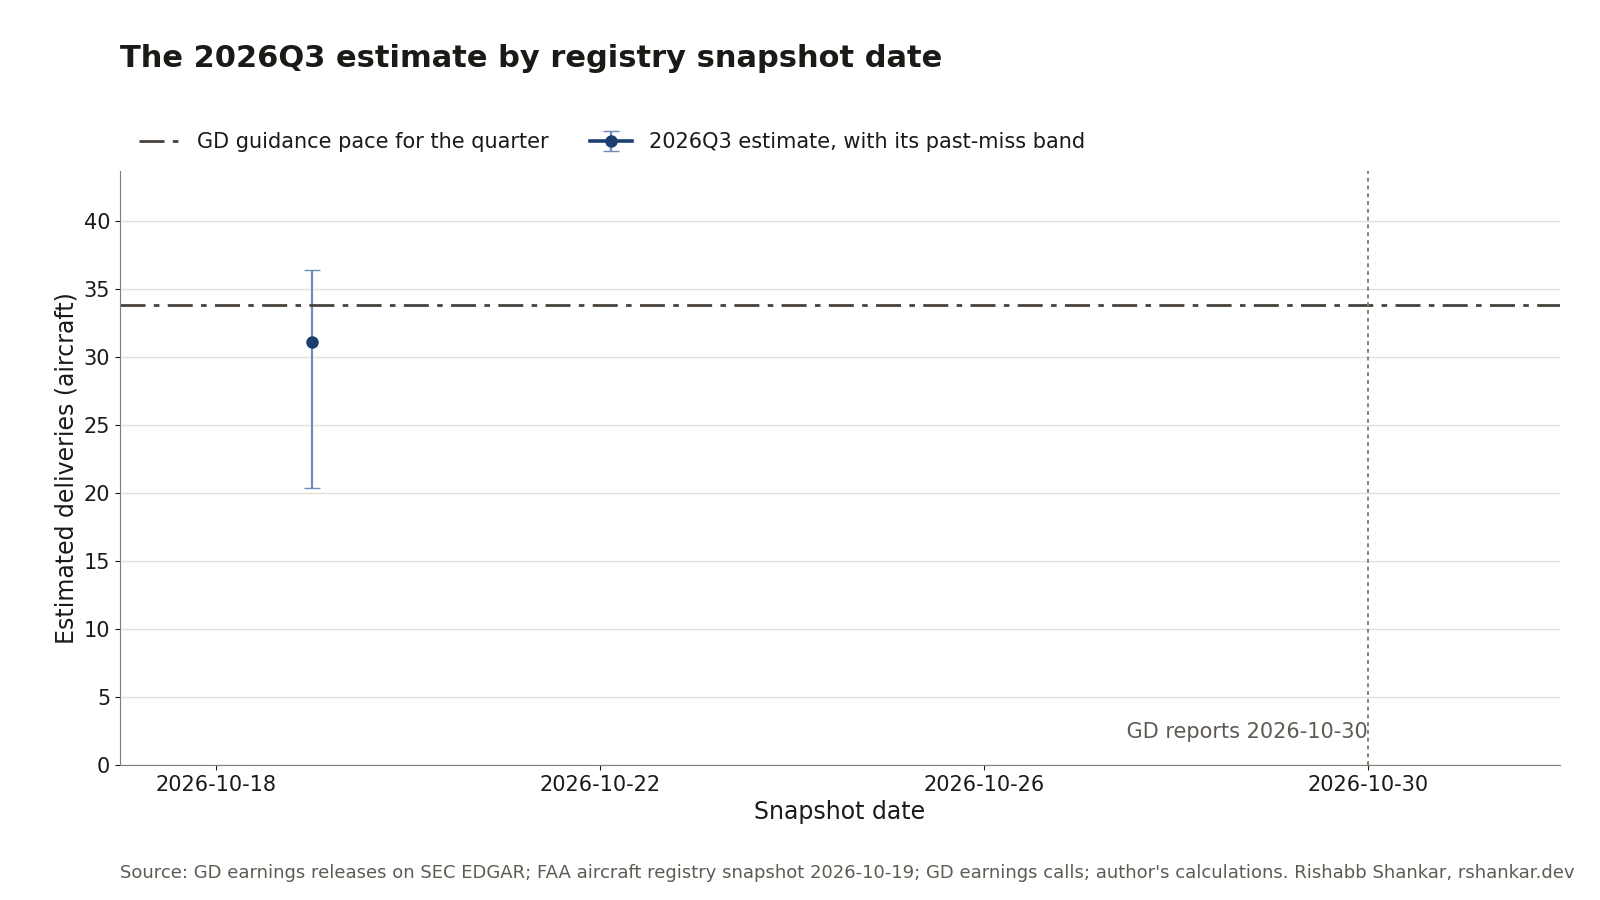 The 2026Q3 estimate by registry snapshot date
GD guidance pace for the quarter
2026Q3 estimate, with its past-miss band
Estimated deliveries (aircraft)
40
35
30
25
20
15
10
5
0
GD reports 2026-10-30
2026-10-18
2026-10-22
2026-10-26
2026-10-30
Snapshot date
Source: GD earnings releases on SEC EDGAR; FAA aircraft registry snapshot 2026-10-19; GD earnings calls; author's calculations. Rishabb Shankar, rshankar.dev